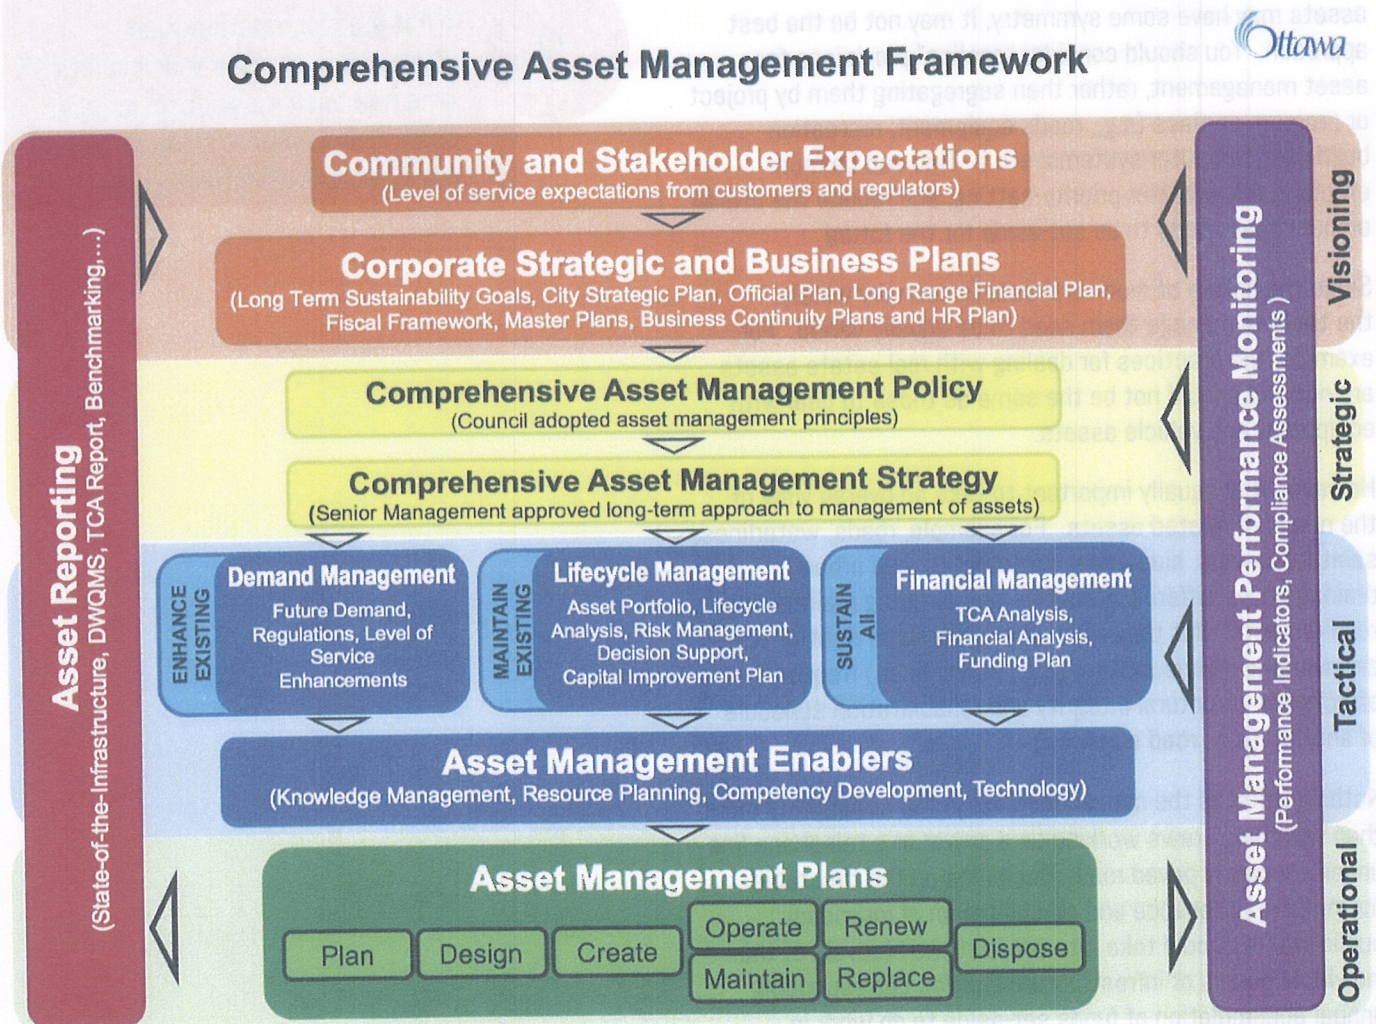 Ottawa
Comprehensive Asset Management Framework
Community and Stakeholder Expectations
(Level of service expectations from customers and regulators)
Corporate Strategic and Business Plans
(Long Term Sustainability Goals, City Strategic Plan, Official Plan, Long Range Financial Plan,
Fiscal Framework, Master Plans, Business Continuity Plans and HR Plan)
Comprehensive Asset Management Policy
(Council adopted asset management principles)
Comprehensive Asset Management Strategy
(Senior Management approved long-term approach to management of assets)
ENHANCE
EXISTING
Demand Management
Future Demand,
Regulations, Level of
Service
Enhancements
MAINTAIN
EXISTING
Lifecycle Management
Asset Portfolio, Lifecycle
Analysis, Risk Management,
Decision Support,
Capital Improvement Plan
SUSTAIN
All
Financial Management
TCA Analysis,
Financial Analysis,
Funding Plan
Asset Management Enablers
(Knowledge Management, Resource Planning, Competency Development, Technology)
Asset Management Plans
Plan
Design
Create
Operate
Maintain
Renew
Replace
Dispose
Asset Reporting
(State-of-the-Infrastructure, DWQMS, TCA Report, Benchmarking,...)
Asset Management Performance Monitoring
(Performance Indicators, Compliance Assessments )
Visioning
Strategic
Tactical
Operational